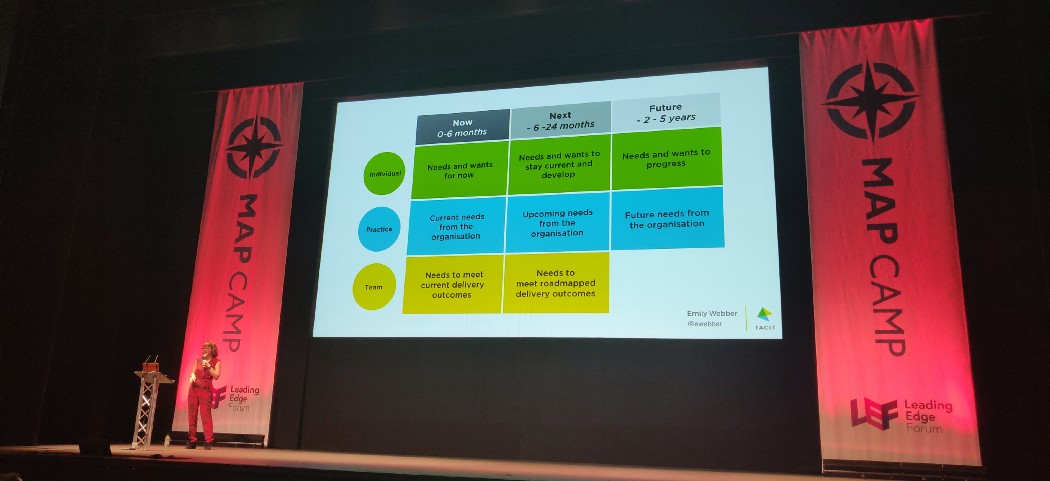 MAP CAMP
Leading
Edge
Forum
Now
0-6 months
Next
- 6 -24 months
Future
- 2 - 5 years
Individual
Needs and wants
for now
Needs and wants to
stay current and
develop
Needs and wants to
progress
Practice
Current needs
from the
organisation
Upcoming needs
from the
organisation
Future needs from
the organisation
Team
Needs to meet
current delivery
outcomes
Needs to
meet roadmapped
delivery outcomes
Emily Webber
@ewebber
TACIT
MAP CAMP
LEF
Leading
Edge
Forum